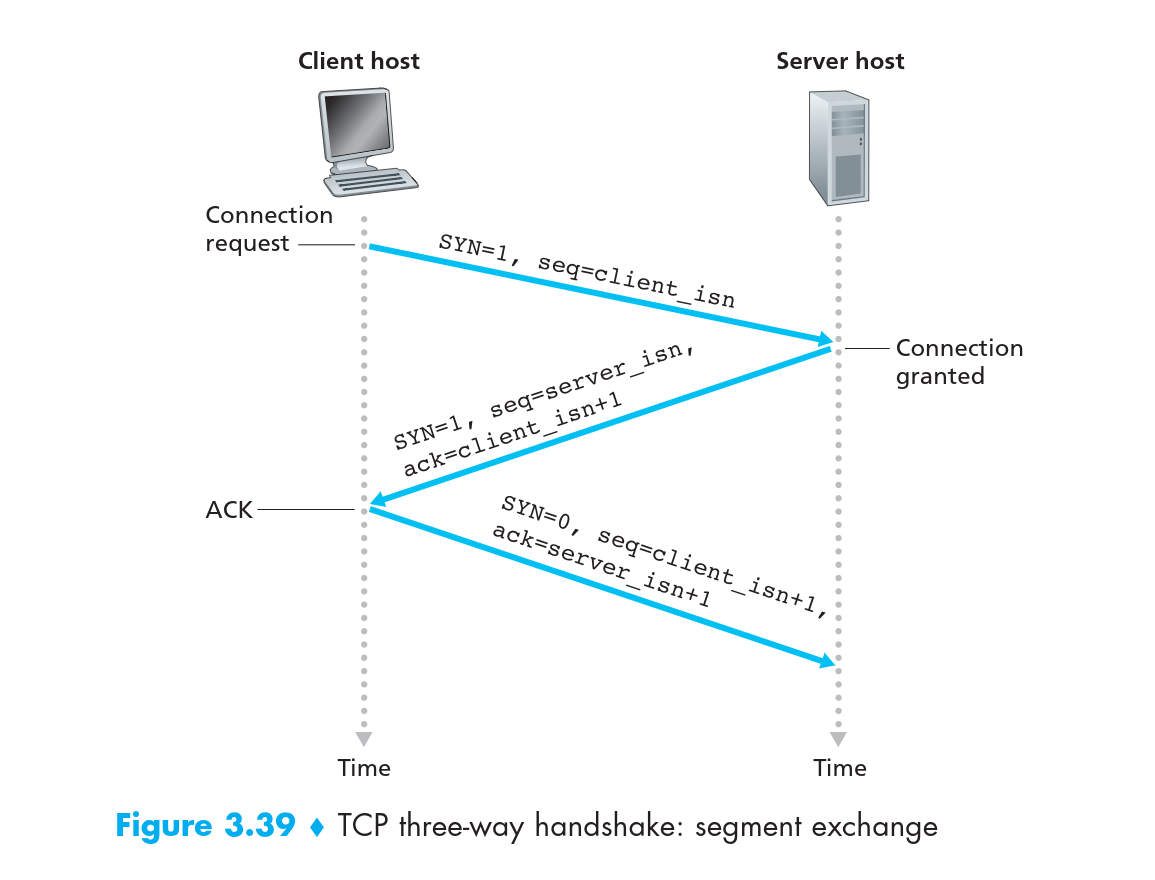 Client host
Server host
Connection
request
SYN=1, seq=client_isn
Connection
granted
SYN=1, seq=server_isn,
ack=client_isn+1
ACK
SYN=0, seq=client_isn+1,
ack=server_isn+1
Time
Time
Figure 3.39 ♦ TCP three-way handshake: segment exchange